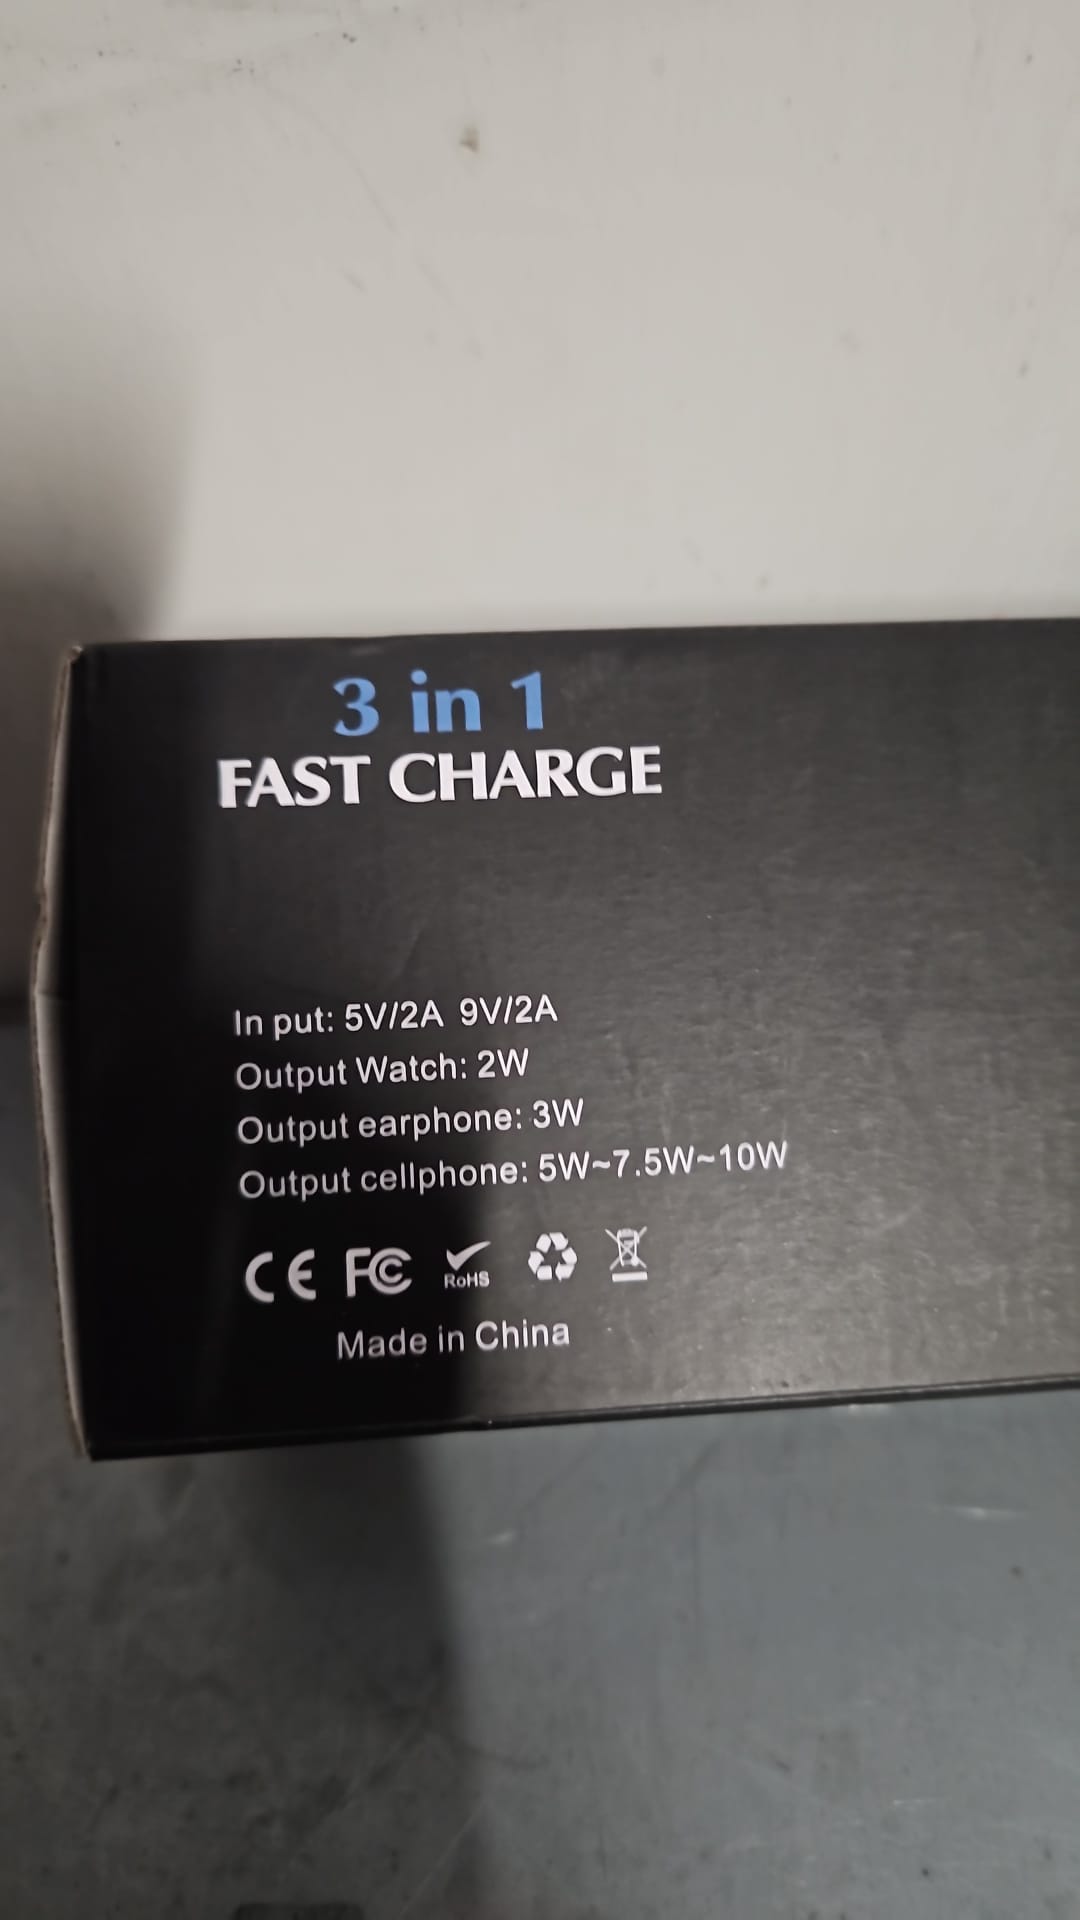 3 in 1
FAST CHARGE
In put: 5V/2A 9V/2A
Output Watch: 2W
Output earphone: 3W
Output cellphone: 5W~7.5W~10W
CE FC RoHS
Made in China